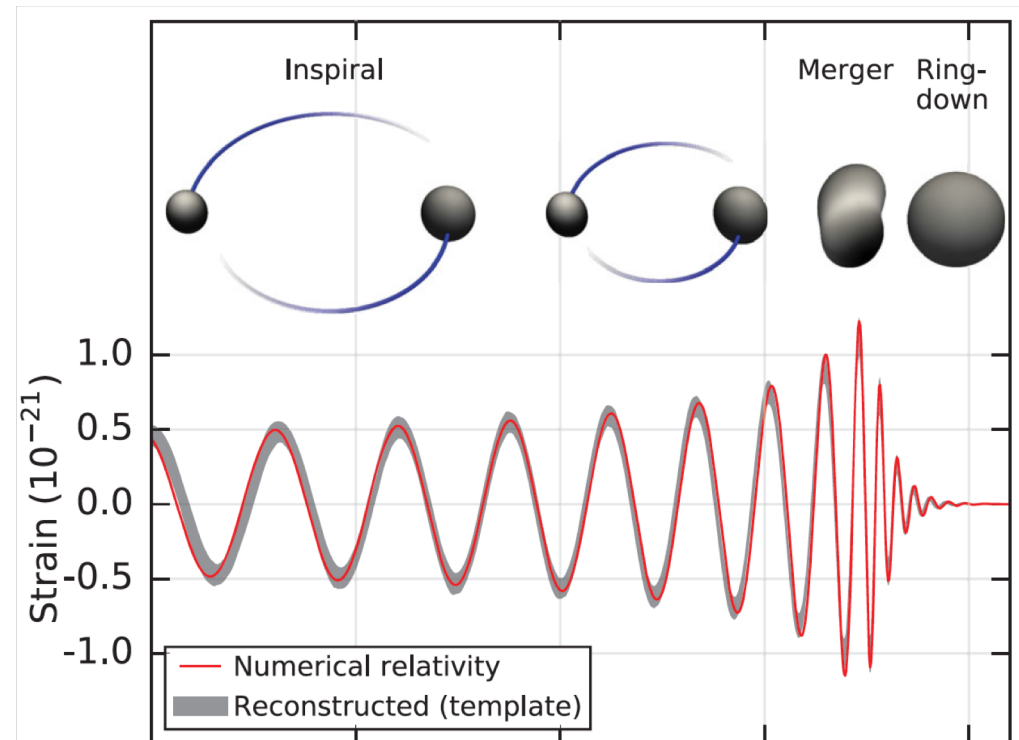 Inspiral
Merger
Ring-
down
Strain (10⁻²¹)
1.0
0.5
0.0
-0.5
-1.0
Numerical relativity
Reconstructed (template)